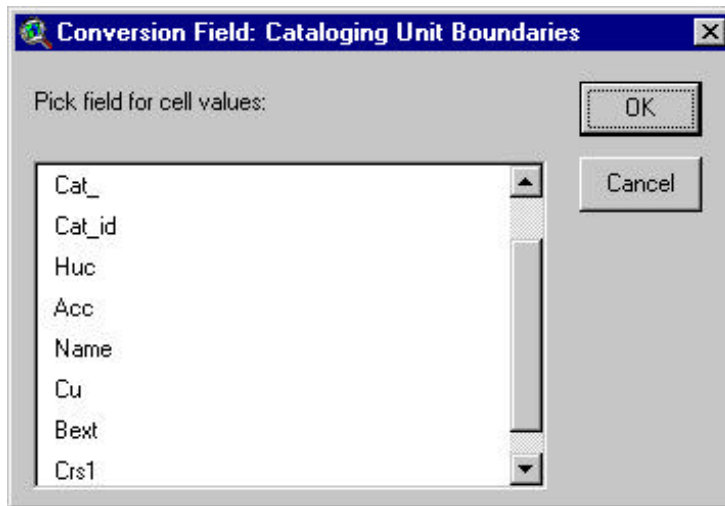 Conversion Field: Cataloging Unit Boundaries
Pick field for cell values:
OK
Cancel
Cat_
Cat_id
Huc
Acc
Name
Cu
Bext
Crs1